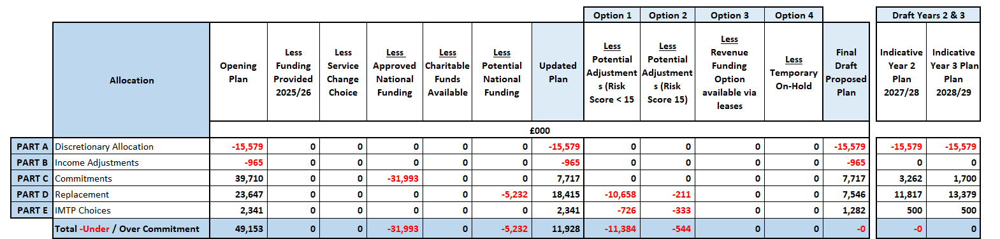 Option 1 Option 2 Option 3 Option 4 Draft Years 2 & 3
Allocation
Opening
Plan
Less
Funding
Provided
2025/26
Less
Service
Change
Choice
Less
Approved
National
Funding
Less
Charitable
Funds
Available
Less
Potential
National
Funding
Updated
Plan
Less
Potential
Adjustment
s (Risk
Score < 15
Less
Potential
Adjustment
s (Risk
Score 15)
Less
Revenue
Funding
Option
available via
leases
Less
Temporary
On-Hold
Final
Draft
Proposed
Plan
Indicative
Year 2
Plan
2027/28
Indicative
Year 3 Plan
Plan
2028/29
£000
PART A Discretionary Allocation -15,579 0 0 0 0 0 -15,579 0 0 0 0 -15,579 -15,579 -15,579
PART B Income Adjustments -965 0 0 0 0 0 -965 0 0 0 0 -965 0 0
PART C Commitments 39,710 0 0 -31,993 0 0 7,717 0 0 0 0 7,717 3,262 1,700
PART D Replacement 23,647 0 0 0 0 -5,232 18,415 -10,658 -211 0 0 7,546 11,817 13,379
PART E IMTP Choices 2,341 0 0 0 0 0 2,341 -726 -333 0 0 1,282 500 500
Total -Under / Over Commitment 49,153 0 0 -31,993 0 -5,232 11,928 -11,384 -544 0 0 -0 -0 0